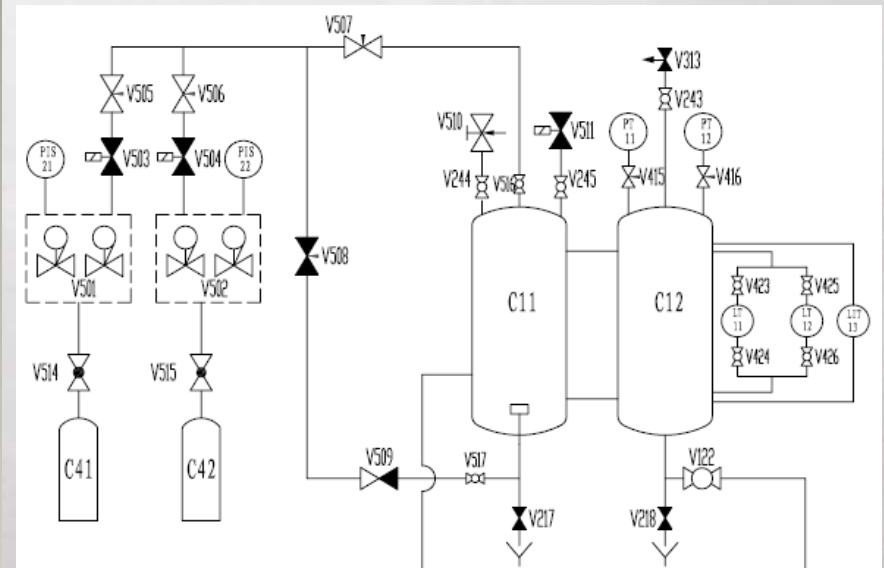 V507
V313
V505
V506
V243
V510
V511
PT
11
PT
12
PIS
21
V503
V504
PIS
22
V244
V516
V245
V415
V416
V508
V501
V502
C11
C12
V423
V425
LT
11
LT
12
LIT
13
V424
V426
V514
V515
C41
C42
V509
V517
V122
V217
V218